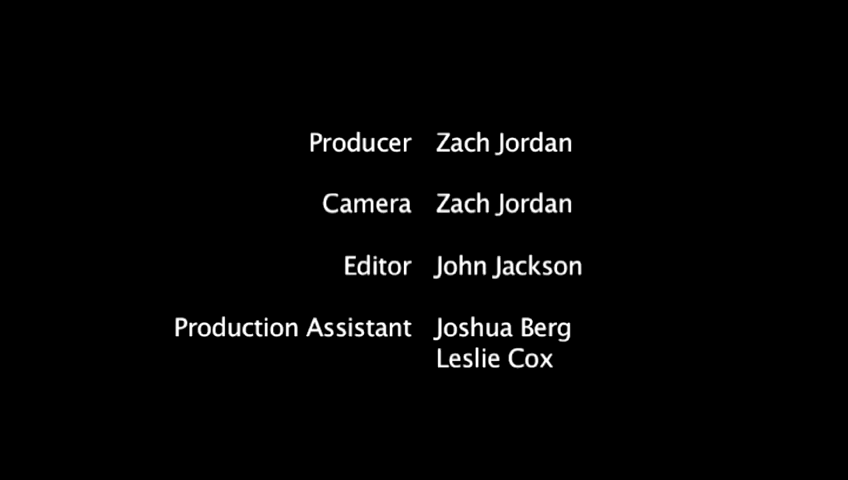 Producer Zach Jordan
Camera Zach Jordan
Editor John Jackson
Production Assistant Joshua Berg
Leslie Cox